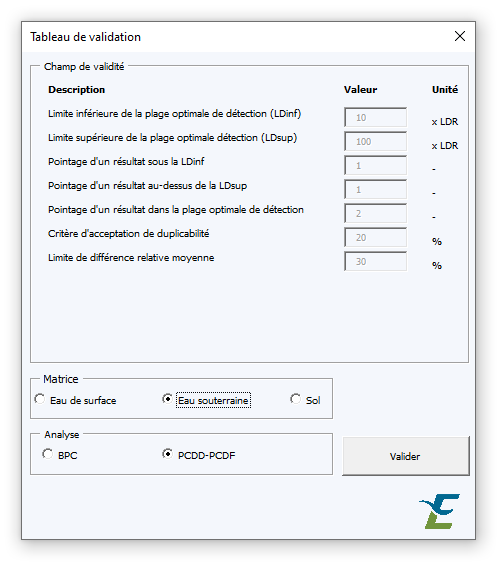 Tableau de validation
Champ de validité
Description Valeur Unité
Limite inférieure de la plage optimale de détection (LDinf) 10 x LDR
Limite supérieure de la plage optimale détection (LDsup) 100 x LDR
Pointage d'un résultat sous la LDinf 1 -
Pointage d'un résultat au-dessus de la LDsup 1 -
Pointage d'un résultat dans la plage optimale de détection 2 -
Critère d'acceptation de duplicabilité 20 %
Limite de différence relative moyenne 30 %
Matrice
Eau de surface Eau souterraine Sol
Analyse
BPC PCDD-PCDF
Valider